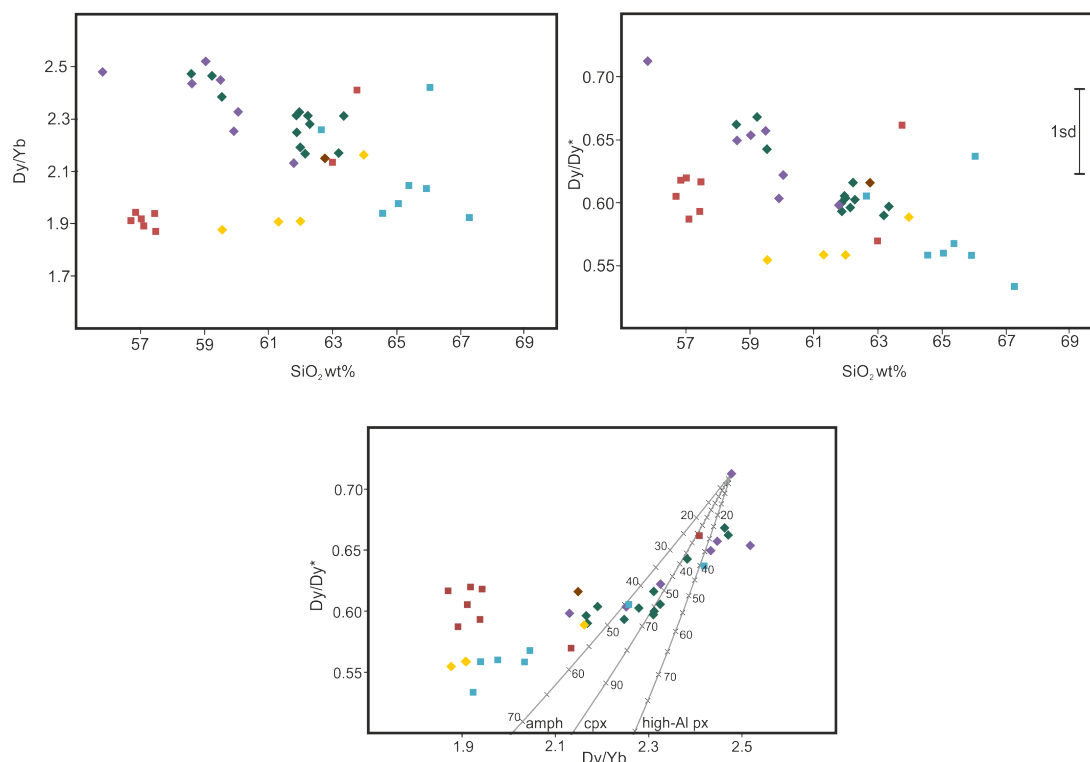 2.5
2.3
2.1
1.9
1.7
Dy/Yb
57 59 61 63 65 67 69
SiO₂ wt%
0.70
0.65
0.60
0.55
Dy/Dy*
1sd
57 59 61 63 65 67 69
SiO₂ wt%
0.70
0.65
0.60
0.55
Dy/Dy*
20 20
30
40 40 40
50 50 50
70 60
60 90 70
70 amph cpx high-Al px
1.9 2.1 2.3 2.5
Dy/Yb